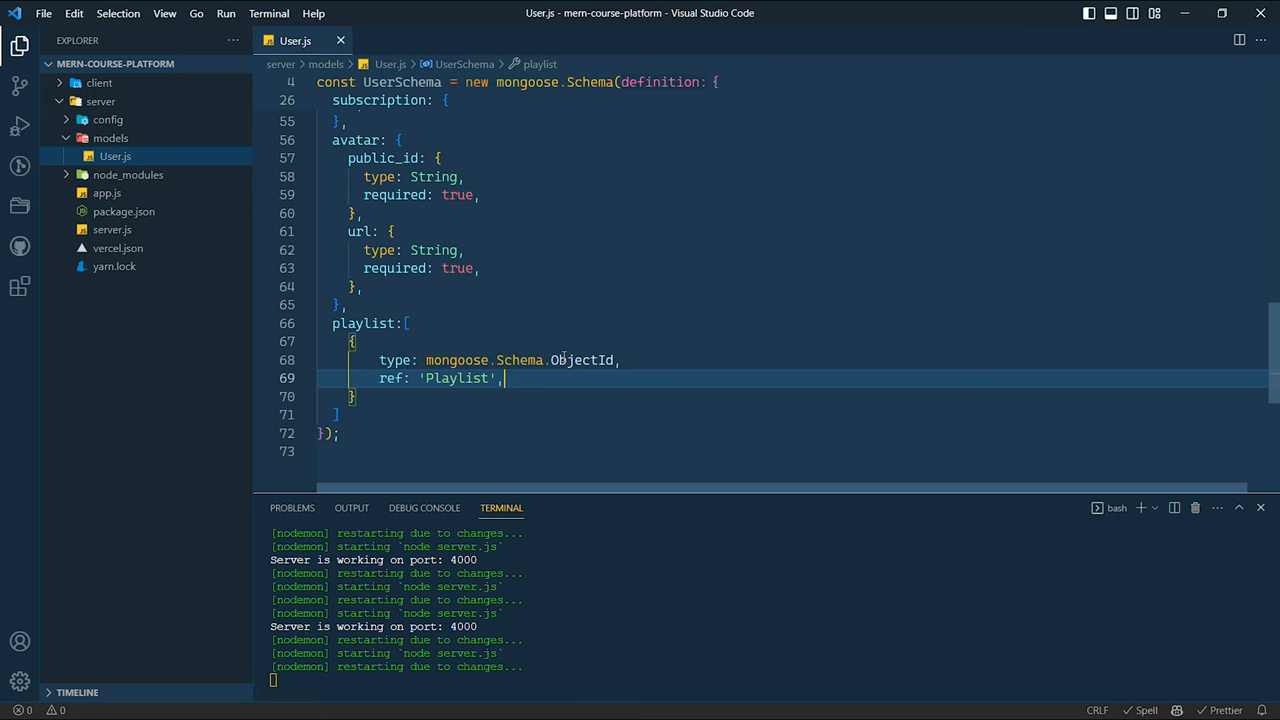 File Edit Selection View Go Run Terminal Help
User.js - mern-course-platform - Visual Studio Code
EXPLORER
MERN-COURSE-PLATFORM
client
server
config
models
User.js
node_modules
app.js
package.json
server.js
vercel.json
yarn.lock
TIMELINE
User.js
server > models > User.js > UserSchema > playlist
4 const UserSchema = new mongoose.Schema(definition: {
26 subscription: {
55 },
56 avatar: {
57 public_id: {
58 type: String,
59 required: true,
60 },
61 url: {
62 type: String,
63 required: true,
64 },
65 },
66 playlist:[
67 {
68 type: mongoose.Schema.ObjectId,
69 ref: 'Playlist',
70 }
71 ]
72 });
73
PROBLEMS OUTPUT DEBUG CONSOLE TERMINAL
bash
[nodemon] restarting due to changes...
[nodemon] starting `node server.js`
Server is working on port: 4000
[nodemon] restarting due to changes...
[nodemon] starting `node server.js`
[nodemon] restarting due to changes...
[nodemon] starting `node server.js`
Server is working on port: 4000
[nodemon] restarting due to changes...
[nodemon] starting `node server.js`
[nodemon] restarting due to changes...
0 0
CRLF Spell Prettier